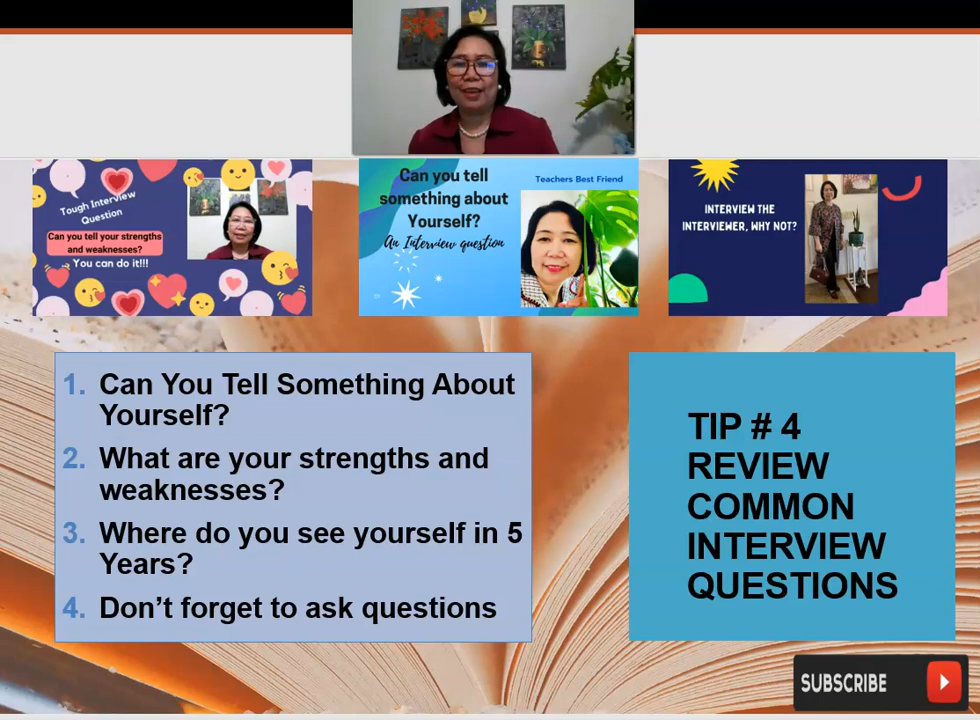 Tough Interview
Question
Can you tell your strengths
and weaknesses?
You can do it!!!
Can you tell
something about
Yourself?
An Interview question
Teachers Best Friend
INTERVIEW THE
INTERVIEWER, WHY NOT?
1. Can You Tell Something About
Yourself?
2. What are your strengths and
weaknesses?
3. Where do you see yourself in 5
Years?
4. Don’t forget to ask questions
TIP # 4
REVIEW
COMMON
INTERVIEW
QUESTIONS
SUBSCRIBE